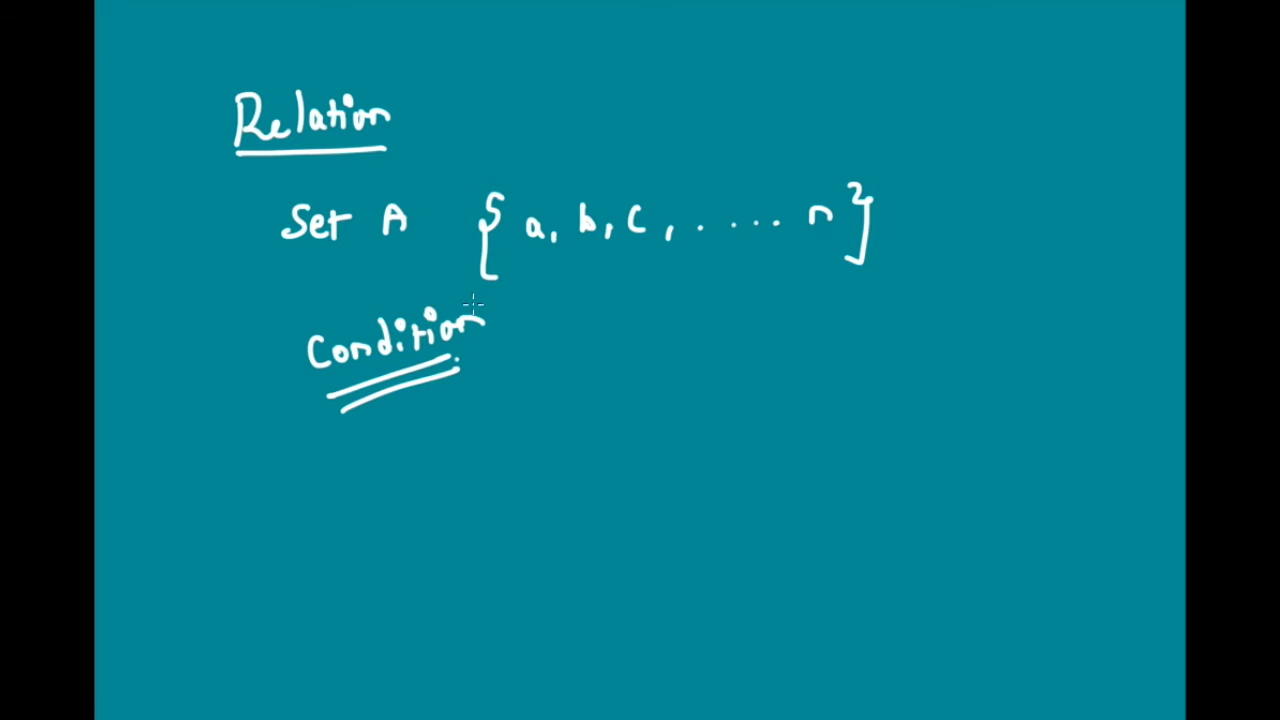 Relation
Set A { a, b, c, . . . . n }
Condition